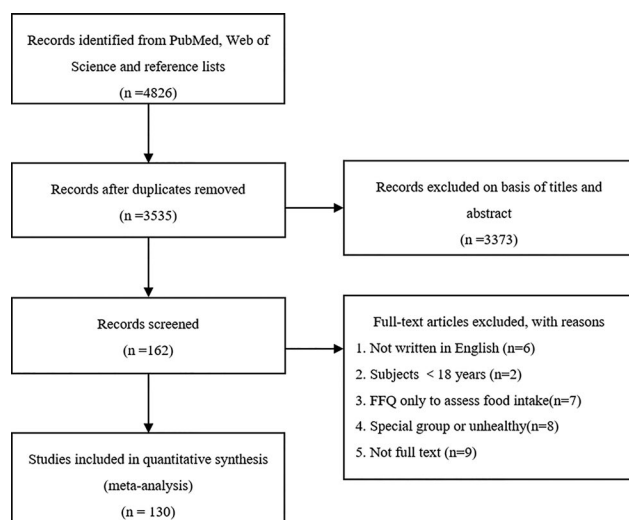 Records identified from PubMed, Web of
Science and reference lists
(n =4826)
Records after duplicates removed
(n =3535)
Records excluded on basis of titles and
abstract
(n =3373)
Records screened
(n =162)
Full-text articles excluded, with reasons
1. Not written in English (n=6)
2. Subjects < 18 years (n=2)
3. FFQ only to assess food intake(n=7)
4. Special group or unhealthy(n=8)
5. Not full text (n=9)
Studies included in quantitative synthesis
(meta-analysis)
(n = 130)